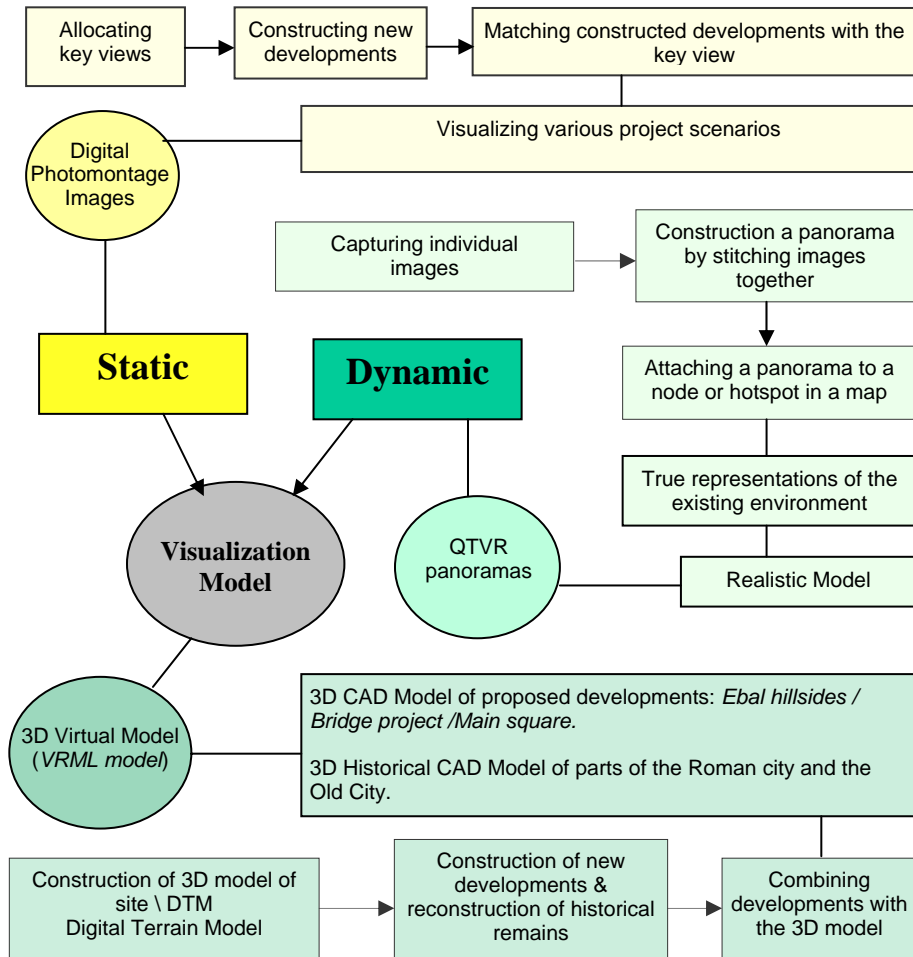 Allocating
key views
Constructing new
developments
Matching constructed developments with the
key view
Visualizing various project scenarios
Digital
Photomontage
Images
Capturing individual
images
Construction a panorama
by stitching images
together
Static
Dynamic
Attaching a panorama to a
node or hotspot in a map
True representations of the
existing environment
Visualization
Model
QTVR
panoramas
Realistic Model
3D Virtual Model
(VRML model)
3D CAD Model of proposed developments: Ebal hillsides /
Bridge project /Main square.
3D Historical CAD Model of parts of the Roman city and the
Old City.
Construction of 3D model of
site \ DTM
Digital Terrain Model
Construction of new
developments &
reconstruction of historical
remains
Combining
developments with
the 3D model